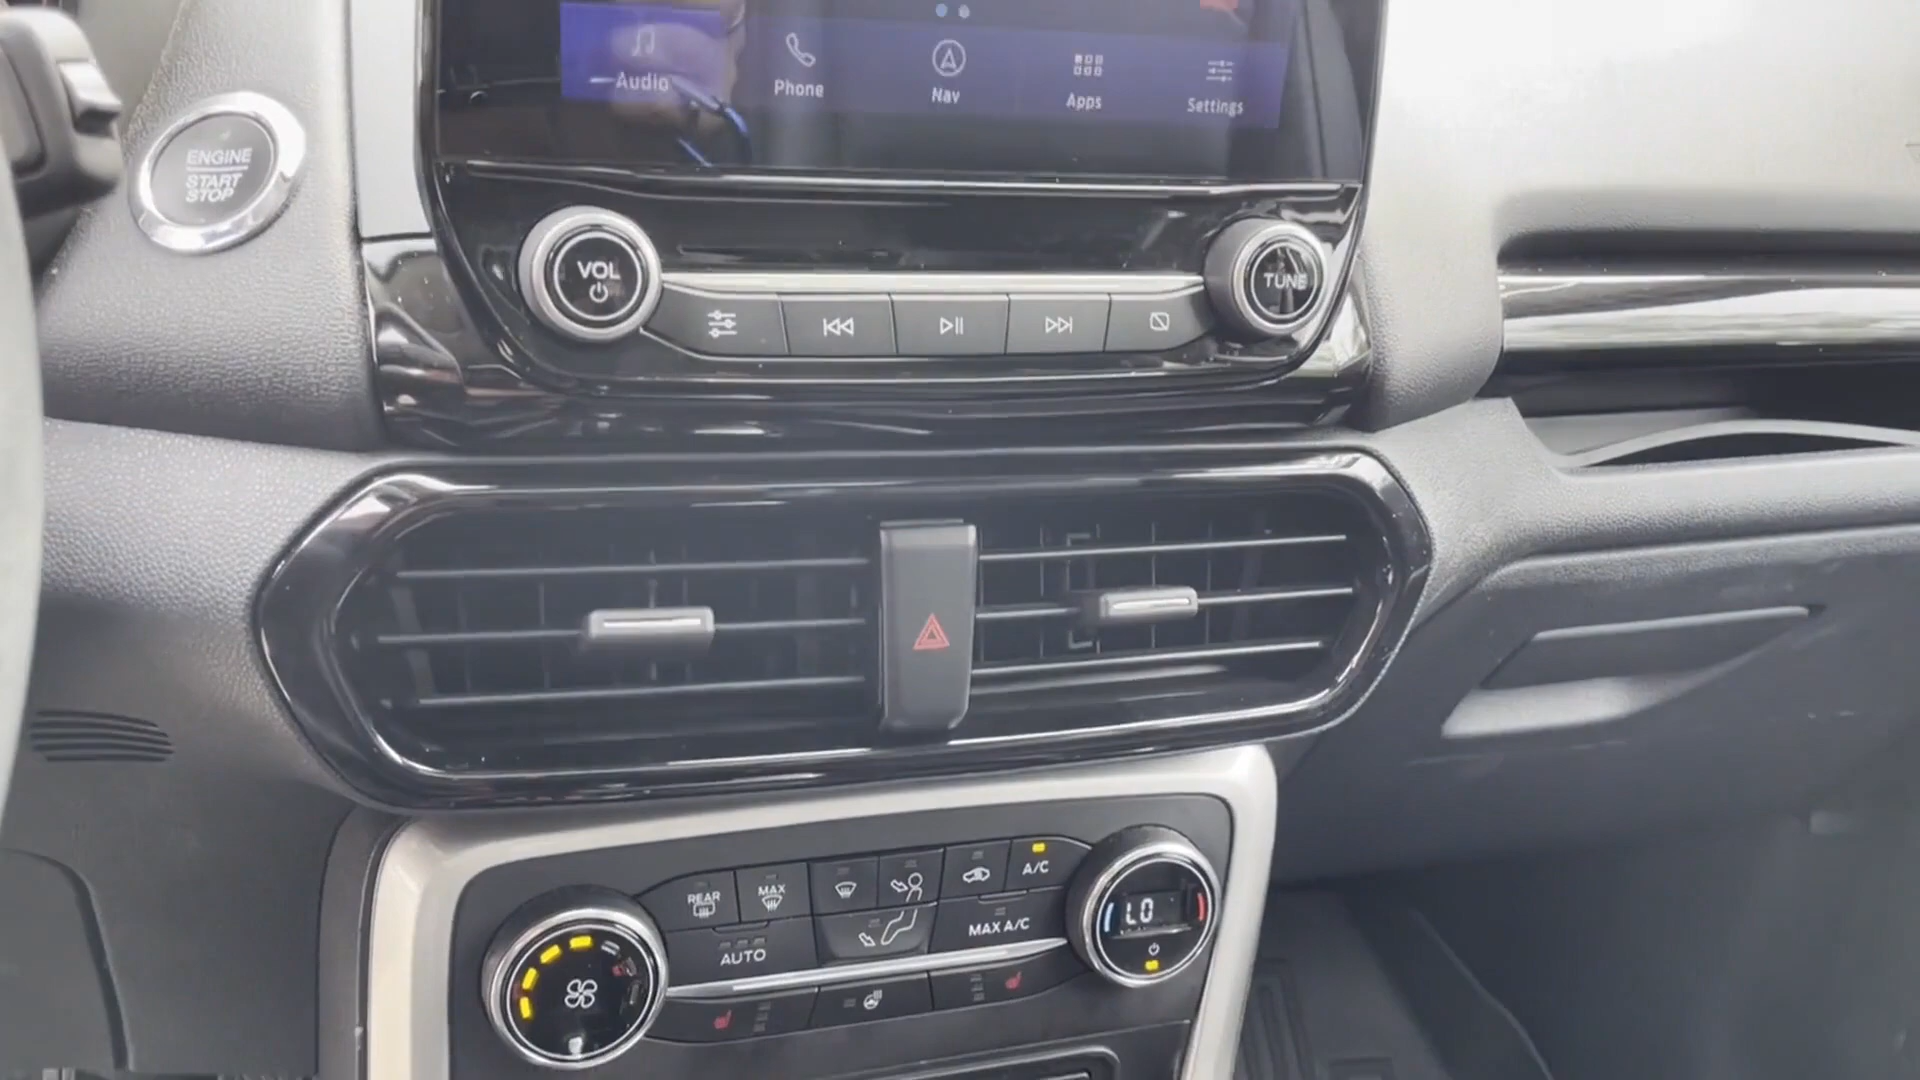 Audio
Phone
Nav
Apps
Settings
ENGINE
START
STOP
VOL
TUNE
REAR
MAX
A/C
AUTO
MAX A/C
LO